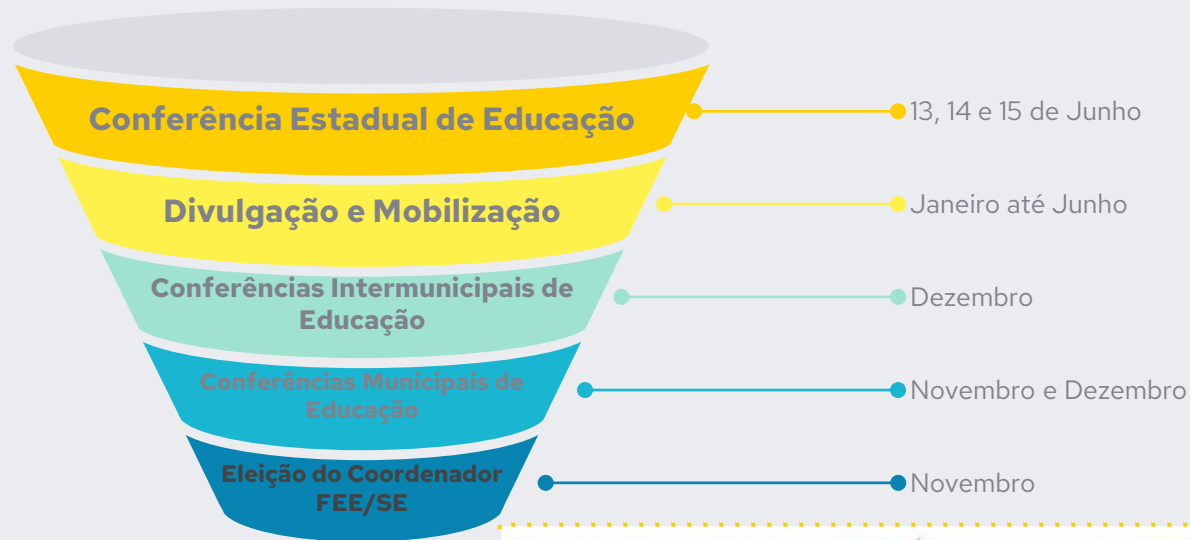 Conferência Estadual de Educação
13, 14 e 15 de Junho
Divulgação e Mobilização
Janeiro até Junho
Conferências Intermunicipais de
Educação
Dezembro
Conferências Municipais de
Educação
Novembro e Dezembro
Eleição do Coordenador
FEE/SE
Novembro